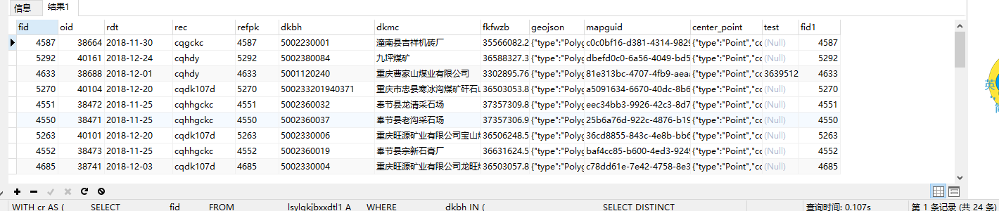 信息 结果1
fid oid rdt rec refpk dkbh dkmc fkfwzb geojson mapguid center_point test fid1
4587 38664 2018-11-30 cqgckc 4587 5002230001 潼南县吉祥机砖厂 35566082.2 {"type":"Polyg c0c0bf16-d381-4314-9829 {"type":"Point","cc (Null) 4587
5292 40161 2018-12-24 cqhdy 5292 5002380084 九坪煤矿 36588327.3 {"type":"Polyg dbefd0c0-6a56-4049-bd5 {"type":"Point","cc (Null) 5292
4633 38688 2018-12-01 cqhdy 4633 5001120240 重庆曹家山煤业有限公司 3302895.76 {"type":"Polyg 81e313bc-4707-4fb9-aea {"type":"Point","cc 3639512 4633
5270 40104 2018-12-20 cqdk107d 5270 500233201940371 重庆市忠县寒冰沟煤矿矸石山 36503053.8 {"type":"Polyg a5091634-6670-40dc-8b6 {"type":"Point","cc (Null) 5270
4551 38472 2018-11-25 cqhhgckc 4551 5002360032 奉节县龙清采石场 37357309.8 {"type":"Polyg eec34bb3-9926-42c3-8d7 {"type":"Point","cc (Null) 4551
4550 38471 2018-11-25 cqhhgckc 4550 5002360037 奉节县老沟采石场 37357306.9 {"type":"Polyg 25b6a76d-922c-4876-b19 {"type":"Point","cc (Null) 4550
5263 40101 2018-12-20 cqdk107d 5263 5002330006 重庆旺源矿业有限公司宝山 36506248.5 {"type":"Polyg 36cd8855-843c-4e8b-bb6 {"type":"Point","cc (Null) 5263
4552 38473 2018-11-25 cqhhgckc 4552 5002360019 奉节县宗新石膏厂 36631624.5 {"type":"Polyg baf4cc85-b600-4ed3-924 {"type":"Point","cc (Null) 4552
4685 38741 2018-12-03 cqdk107d 4685 5002330004 重庆旺源矿业有限公司龙旺 36503057.8 {"type":"Polyg c78dd61e-7e42-4758-8e3 {"type":"Point","cc (Null) 4685
英
WITH cr AS ( SELECT fid FROM lsylgkjbxxdtl1 A WHERE dkbh IN ( SELECT DISTINCT 查询时间: 0.107s 第 1 条记录 (共 24 条)